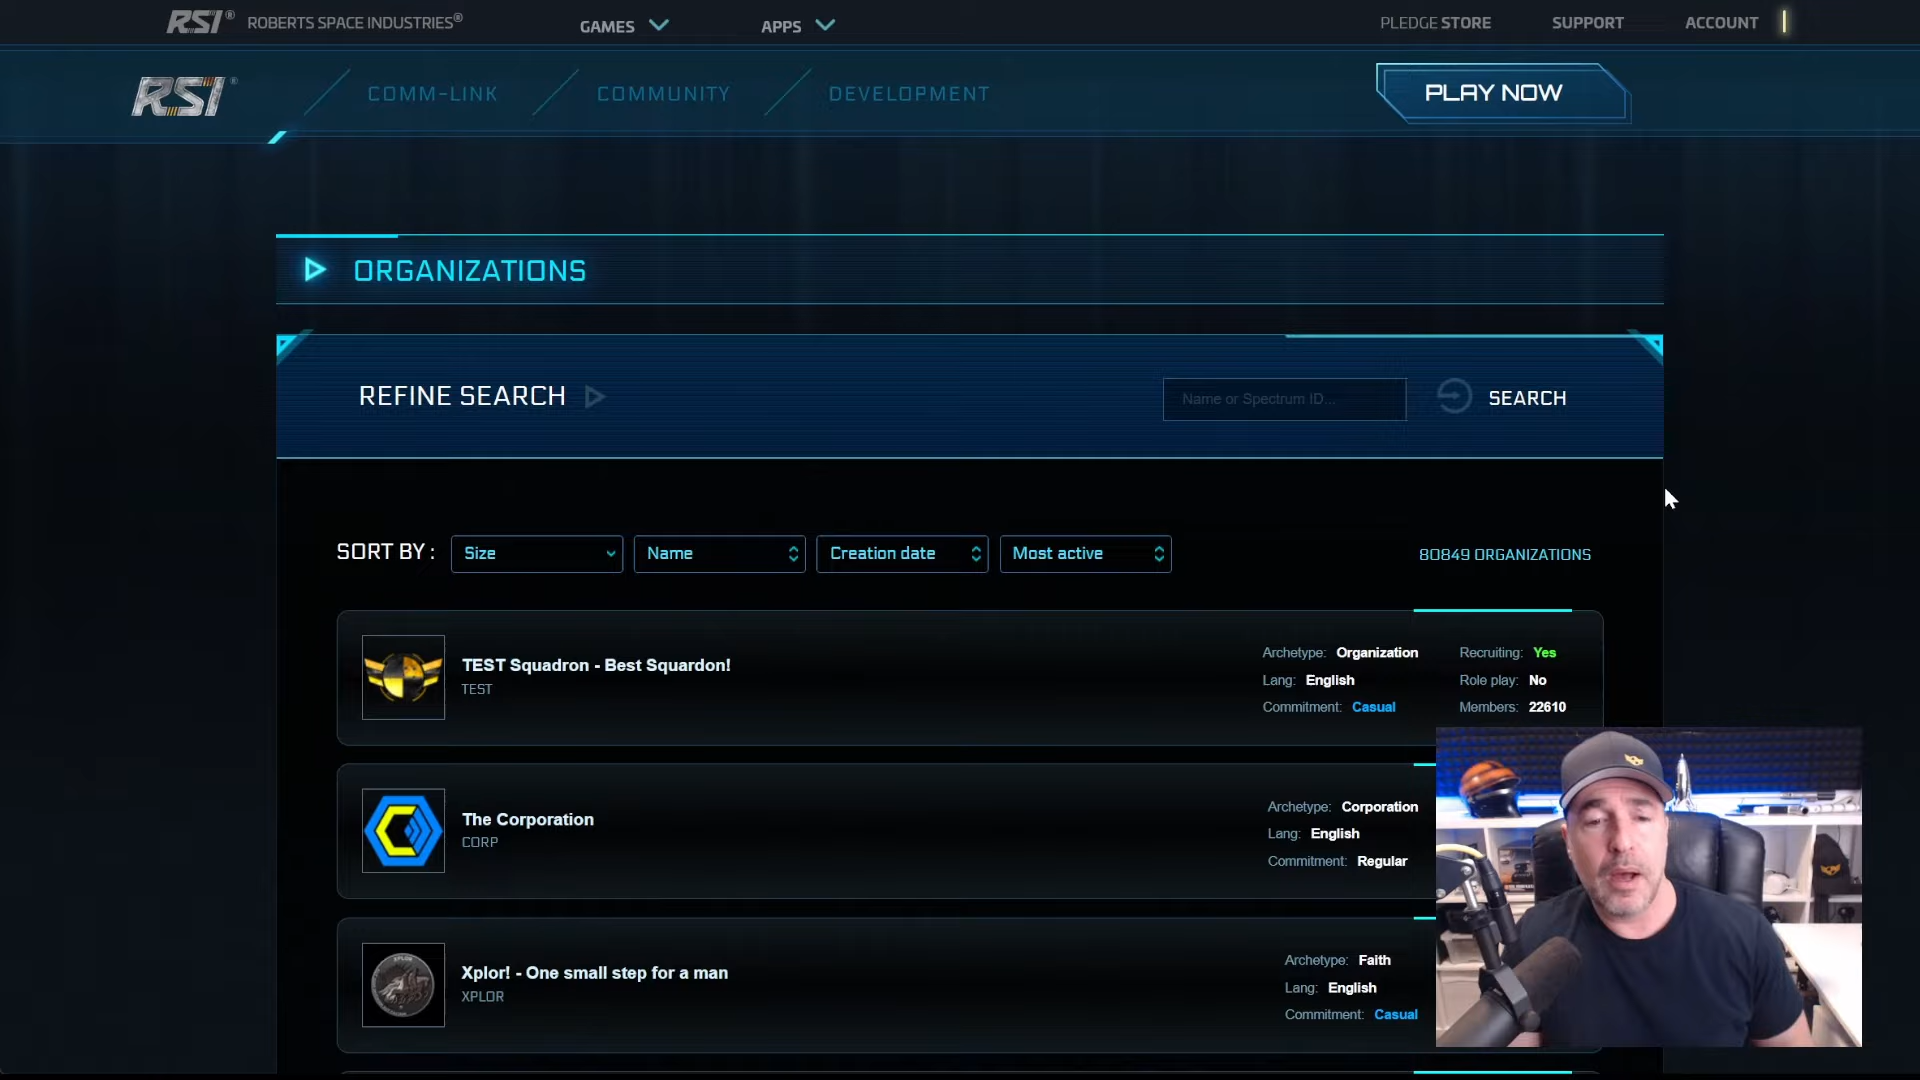 RSI® ROBERTS SPACE INDUSTRIES®
GAMES
APPS
PLEDGE STORE
SUPPORT
ACCOUNT
RSI®
COMM-LINK
COMMUNITY
DEVELOPMENT
PLAY NOW
ORGANIZATIONS
REFINE SEARCH
Name or Spectrum ID...
SEARCH
SORT BY :
Size
Name
Creation date
Most active
80849 ORGANIZATIONS
TEST Squadron - Best Squardon!
TEST
Archetype: Organization
Lang: English
Commitment: Casual
Recruiting: Yes
Role play: No
Members: 22610
The Corporation
CORP
Archetype: Corporation
Lang: English
Commitment: Regular
Xplor! - One small step for a man
XPLOR
Archetype: Faith
Lang: English
Commitment: Casual